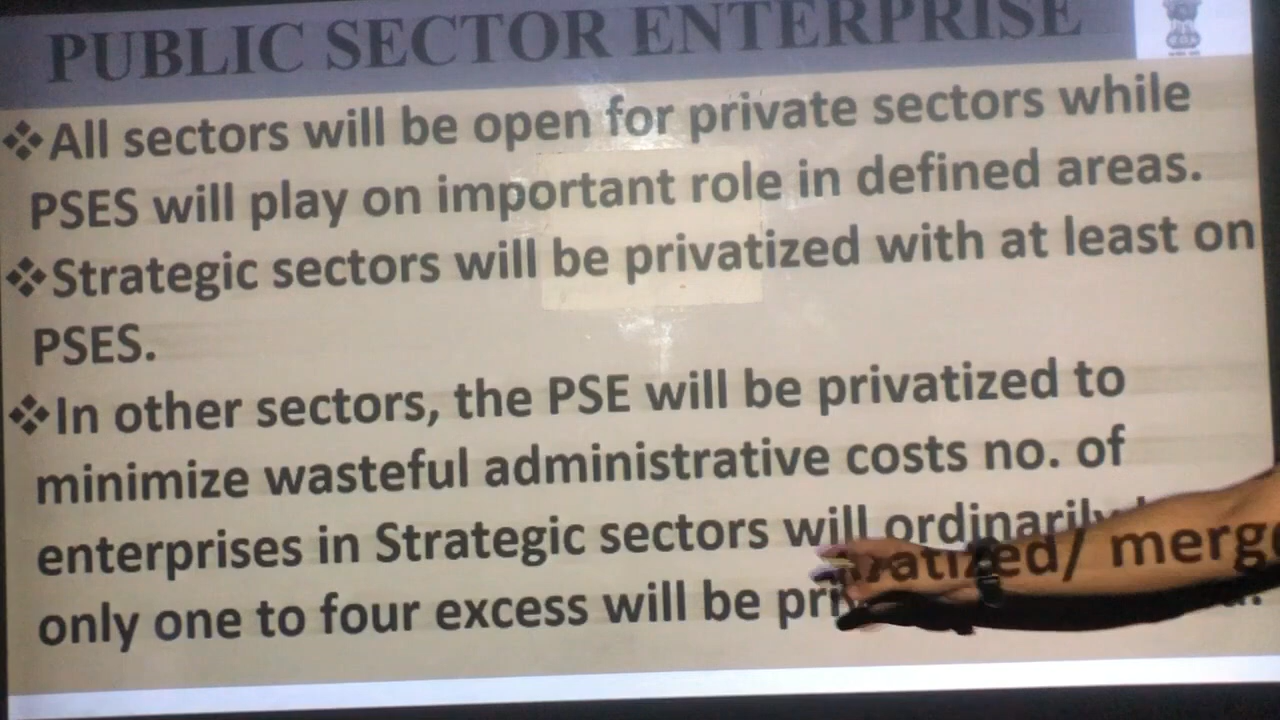 PUBLIC SECTOR ENTERPRISE
❖All sectors will be open for private sectors while
PSES will play on important role in defined areas.
❖Strategic sectors will be privatized with at least on
PSES.
❖In other sectors, the PSE will be privatized to
minimize wasteful administrative costs no. of
enterprises in Strategic sectors will ordinarily
only one to four excess will be